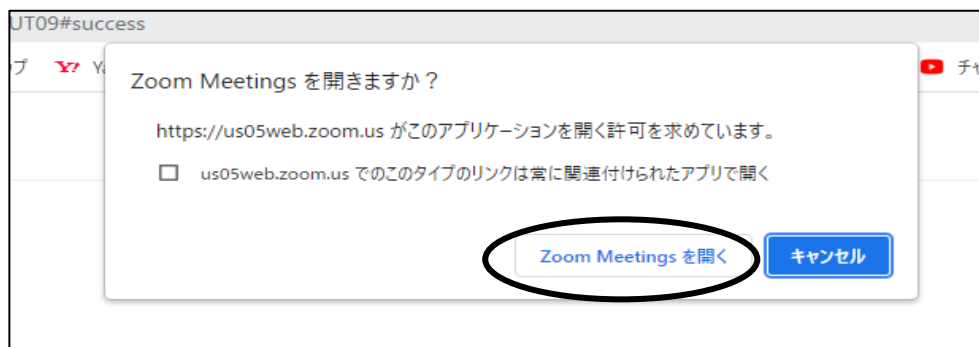 UT09#success
プ Y! Ya チャ
Zoom Meetings を開きますか？
https://us05web.zoom.us がこのアプリケーションを開く許可を求めています。
us05web.zoom.us でのこのタイプのリンクは常に関連付けられたアプリで開く
Zoom Meetings を開く キャンセル